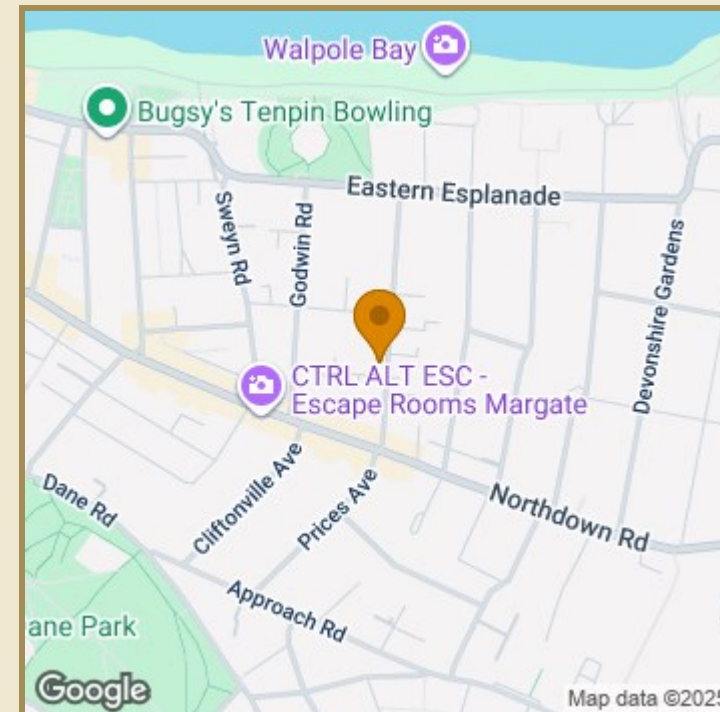 Walpole Bay
Bugsy's Tenpin Bowling
Eastern Esplanade
Sweyn Rd
Godwin Rd
Devonshire Gardens
CTRL ALT ESC -
Escape Rooms Margate
Cliftonville Ave
Prices Ave
Northdown Rd
Dane Rd
Approach Rd
ane Park
Google
Map data ©2025